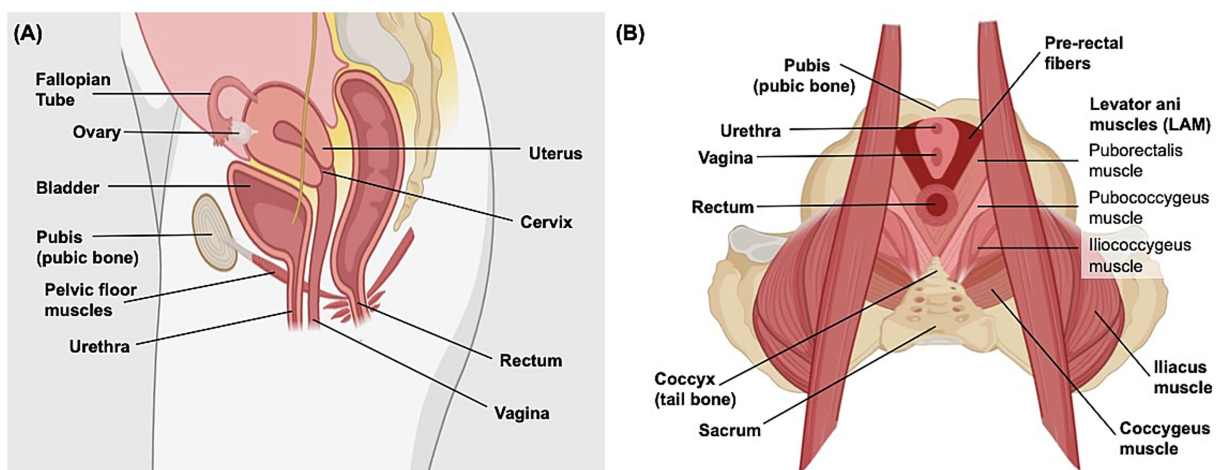 (A)
Fallopian
Tube
Ovary
Bladder
Pubis
(pubic bone)
Pelvic floor
muscles
Urethra
Uterus
Cervix
Rectum
Vagina
(B)
Pubis
(pubic bone)
Urethra
Vagina
Rectum
Coccyx
(tail bone)
Sacrum
Pre-rectal
fibers
Levator ani
muscles (LAM)
Puborectalis
muscle
Pubococcygeus
muscle
Iliococcygeus
muscle
Iliacus
muscle
Coccygeus
muscle